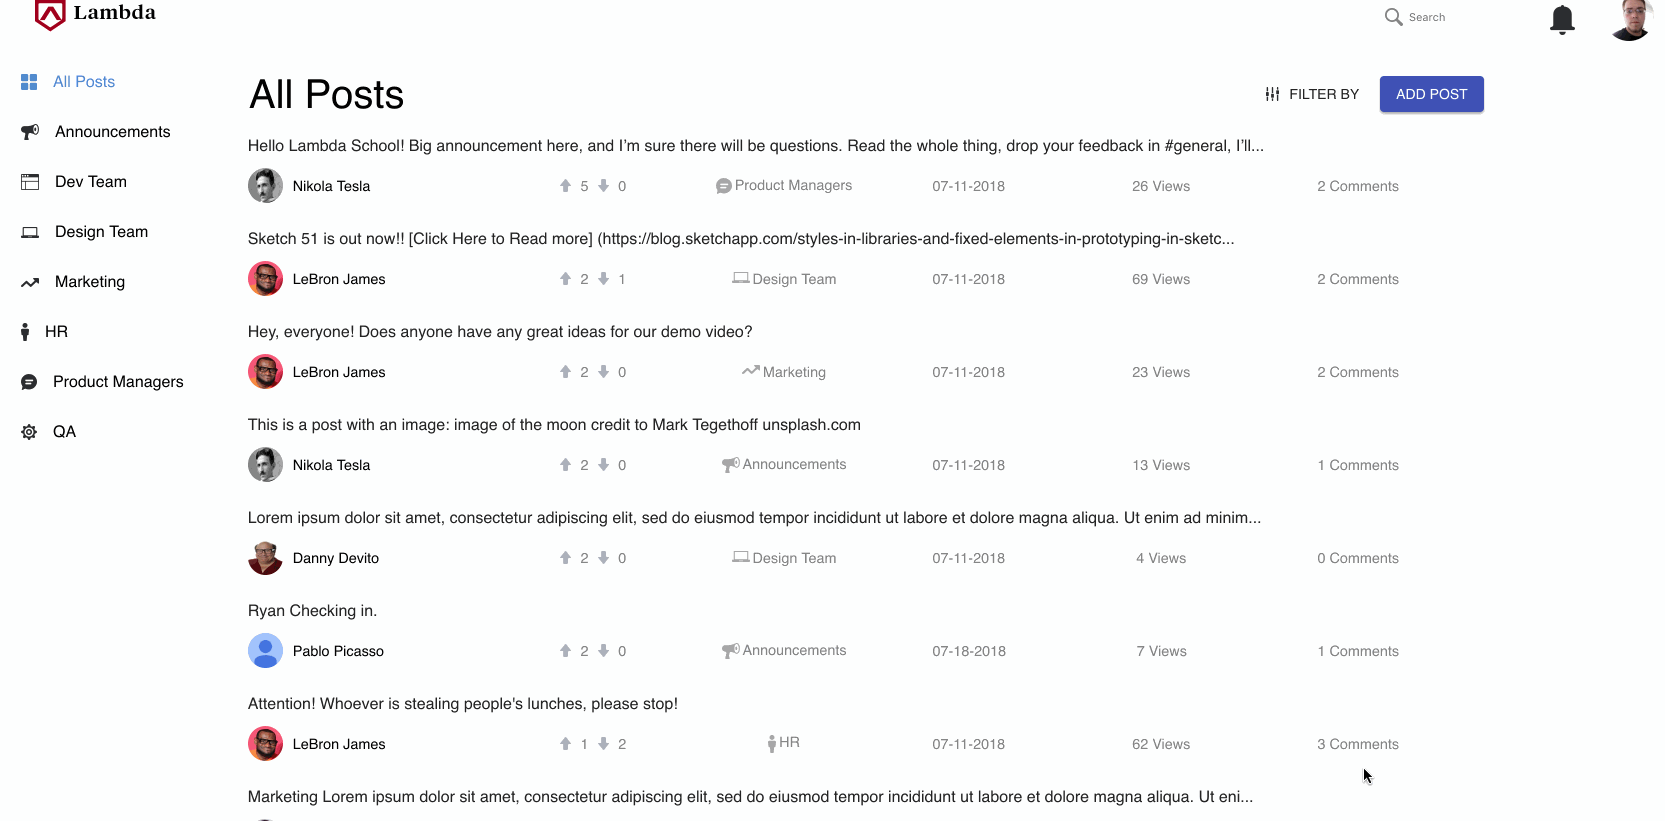 Lambda
Search
All Posts
Announcements
Dev Team
Design Team
Marketing
HR
Product Managers
QA
All Posts
FILTER BY
ADD POST
Hello Lambda School! Big announcement here, and I’m sure there will be questions. Read the whole thing, drop your feedback in #general, I’ll...
Nikola Tesla 5 0 Product Managers 07-11-2018 26 Views 2 Comments
Sketch 51 is out now!! [Click Here to Read more] (https://blog.sketchapp.com/styles-in-libraries-and-fixed-elements-in-prototyping-in-sketc...
LeBron James 2 1 Design Team 07-11-2018 69 Views 2 Comments
Hey, everyone! Does anyone have any great ideas for our demo video?
LeBron James 2 0 Marketing 07-11-2018 23 Views 2 Comments
This is a post with an image: image of the moon credit to Mark Tegethoff unsplash.com
Nikola Tesla 2 0 Announcements 07-11-2018 13 Views 1 Comments
Lorem ipsum dolor sit amet, consectetur adipiscing elit, sed do eiusmod tempor incididunt ut labore et dolore magna aliqua. Ut enim ad minim...
Danny Devito 2 0 Design Team 07-11-2018 4 Views 0 Comments
Ryan Checking in.
Pablo Picasso 2 0 Announcements 07-18-2018 7 Views 1 Comments
Attention! Whoever is stealing people's lunches, please stop!
LeBron James 1 2 HR 07-11-2018 62 Views 3 Comments
Marketing Lorem ipsum dolor sit amet, consectetur adipiscing elit, sed do eiusmod tempor incididunt ut labore et dolore magna aliqua. Ut eni...